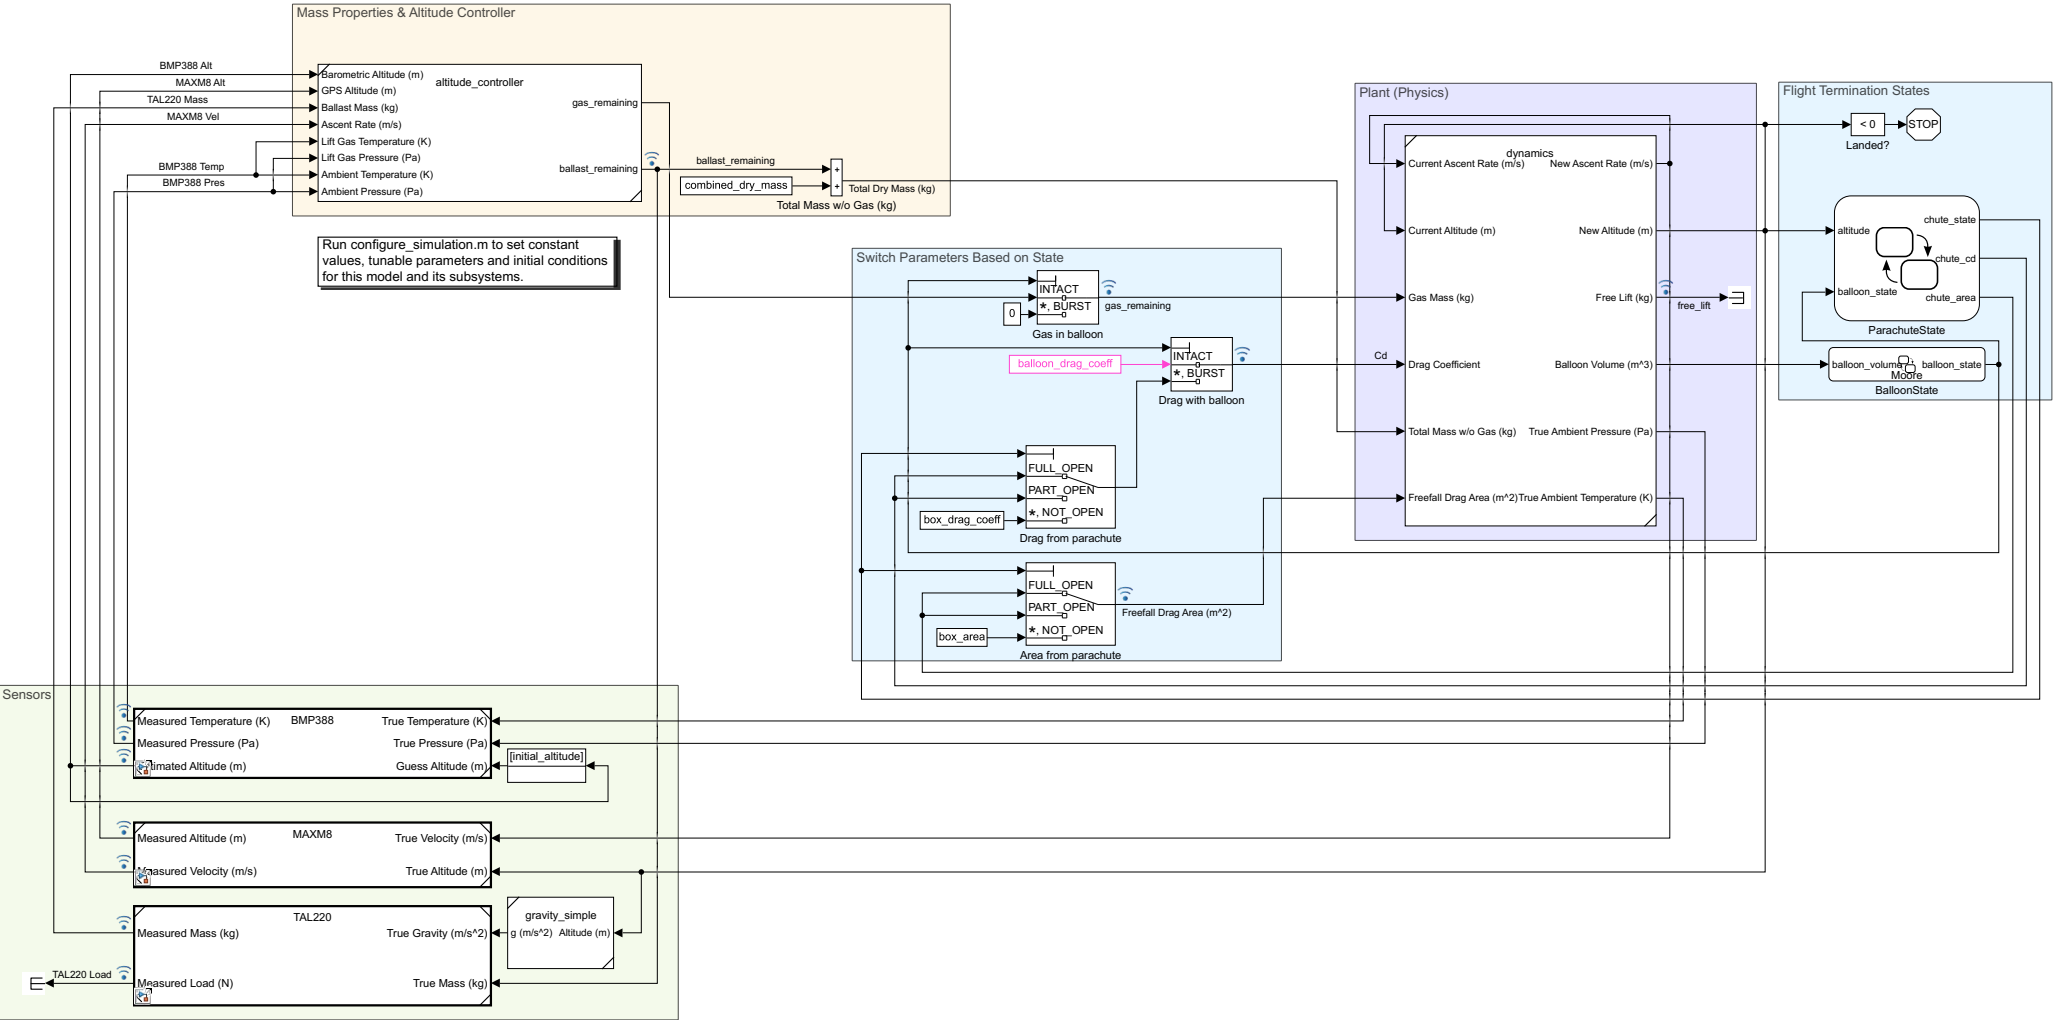 Mass Properties & Altitude Controller
BMP388 Alt
MAXM8 Alt
TAL220 Mass
MAXM8 Vel
BMP388 Temp
BMP388 Pres
altitude_controller
Barometric Altitude (m)
GPS Altitude (m)
Ballast Mass (kg)
Ascent Rate (m/s)
Lift Gas Temperature (K)
Lift Gas Pressure (Pa)
Ambient Temperature (K)
Ambient Pressure (Pa)
gas_remaining
ballast_remaining
ballast_remaining
combined_dry_mass
+
+
Total Dry Mass (kg)
Total Mass w/o Gas (kg)
Run configure_simulation.m to set constant
values, tunable parameters and initial conditions
for this model and its subsystems.
Switch Parameters Based on State
INTACT
*, BURST
0
Gas in balloon
gas_remaining
balloon_drag_coeff
INTACT
*, BURST
Drag with balloon
FULL_OPEN
PART_OPEN
*, NOT_OPEN
box_drag_coeff
Drag from parachute
FULL_OPEN
PART_OPEN
*, NOT_OPEN
box_area
Area from parachute
Freefall Drag Area (m^2)
Plant (Physics)
dynamics
Current Ascent Rate (m/s)
New Ascent Rate (m/s)
Current Altitude (m)
New Altitude (m)
Gas Mass (kg)
Free Lift (kg)
free_lift
Cd
Drag Coefficient
Balloon Volume (m^3)
Total Mass w/o Gas (kg)
True Ambient Pressure (Pa)
Freefall Drag Area (m^2)
True Ambient Temperature (K)
Flight Termination States
< 0
STOP
Landed?
altitude
balloon_state
chute_state
chute_cd
chute_area
ParachuteState
balloon_volume
Moore
balloon_state
BalloonState
Sensors
BMP388
Measured Temperature (K)
True Temperature (K)
Measured Pressure (Pa)
True Pressure (Pa)
timated Altitude (m)
Guess Altitude (m)
[initial_altitude]
MAXM8
Measured Altitude (m)
True Velocity (m/s)
Measured Velocity (m/s)
True Altitude (m)
TAL220
Measured Mass (kg)
True Gravity (m/s^2)
gravity_simple
g (m/s^2)
Altitude (m)
TAL220 Load
Measured Load (N)
True Mass (kg)